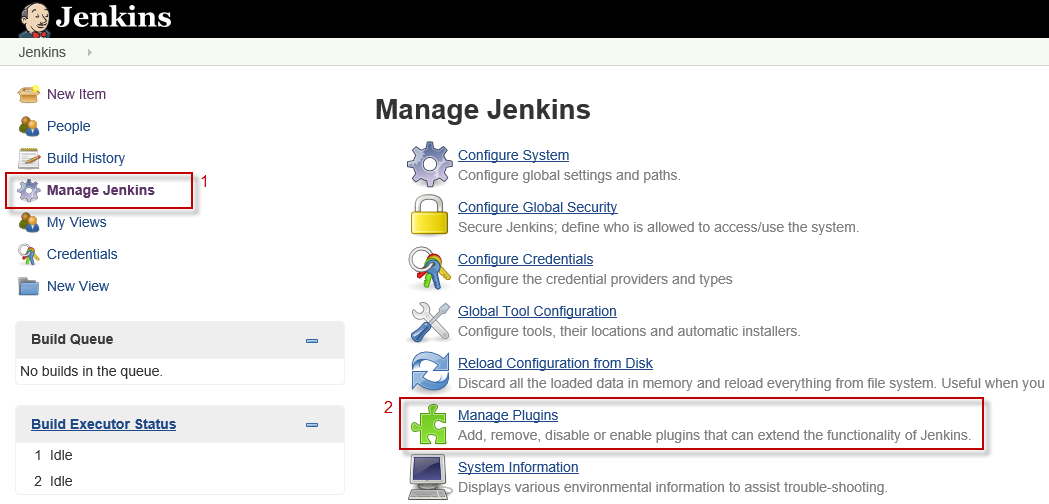 Jenkins
Jenkins
New Item
People
Build History
Manage Jenkins
1
My Views
Credentials
New View
Build Queue
No builds in the queue.
Build Executor Status
1 Idle
2 Idle
Manage Jenkins
Configure System
Configure global settings and paths.
Configure Global Security
Secure Jenkins; define who is allowed to access/use the system.
Configure Credentials
Configure the credential providers and types
Global Tool Configuration
Configure tools, their locations and automatic installers.
Reload Configuration from Disk
Discard all the loaded data in memory and reload everything from file system. Useful when you
2
Manage Plugins
Add, remove, disable or enable plugins that can extend the functionality of Jenkins.
System Information
Displays various environmental information to assist trouble-shooting.